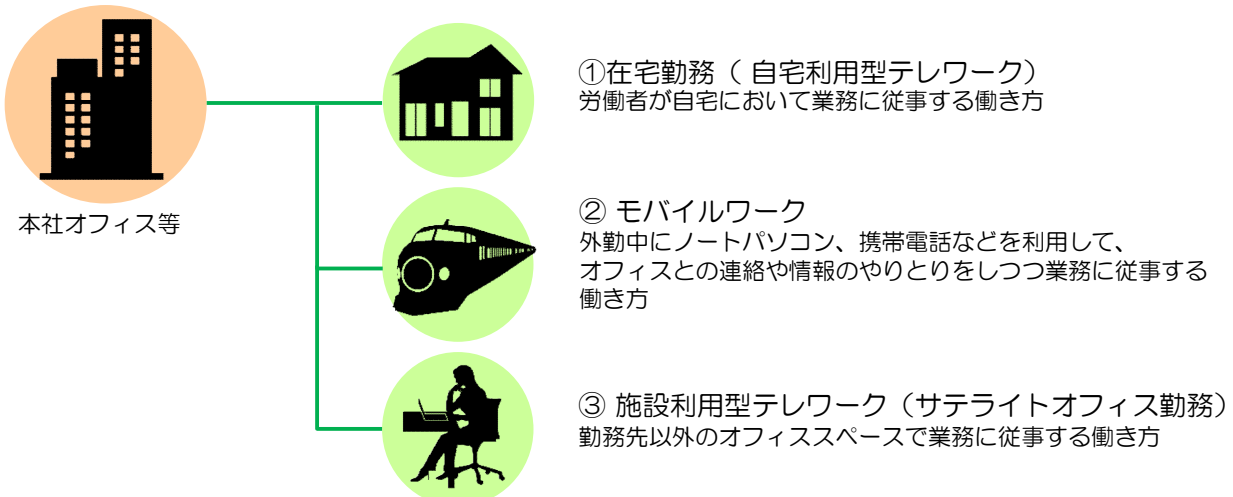 本社オフィス等
①在宅勤務（ 自宅利用型テレワーク）
労働者が自宅において業務に従事する働き方
② モバイルワーク
外勤中にノートパソコン、携帯電話などを利用して、
オフィスとの連絡や情報のやりとりをしつつ業務に従事する
働き方
③ 施設利用型テレワーク（サテライトオフィス勤務）
勤務先以外のオフィススペースで業務に従事する働き方